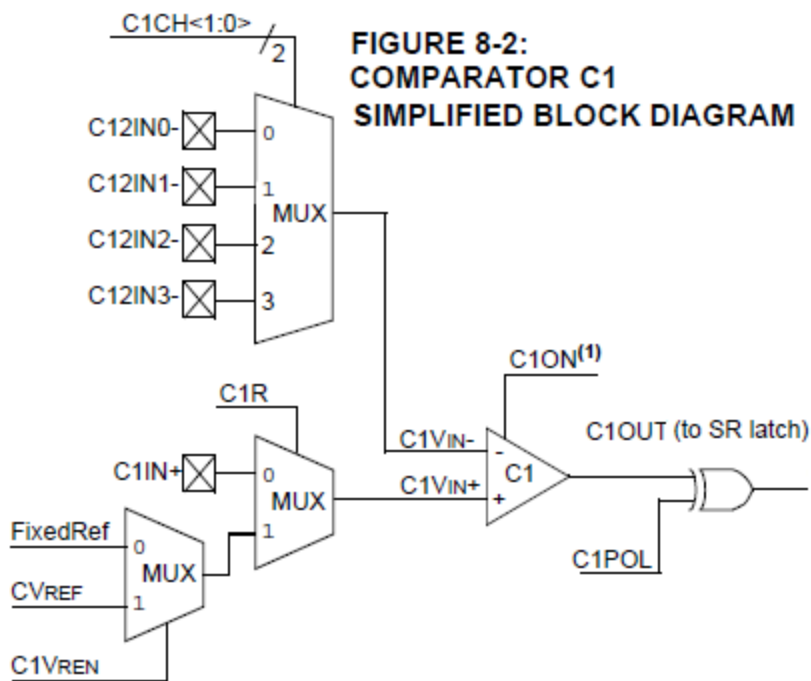 C1CH<1:0>
2
FIGURE 8-2:
COMPARATOR C1
SIMPLIFIED BLOCK DIAGRAM
C12IN0-
0
C12IN1-
1
MUX
C12IN2-
2
C12IN3-
3
C1ON(1)
C1R
C1OUT (to SR latch)
C1VIN-
-
C1
C1IN+
0
C1VIN+
+
MUX
FixedRef
1
0
MUX
C1POL
CVREF
1
C1VREN